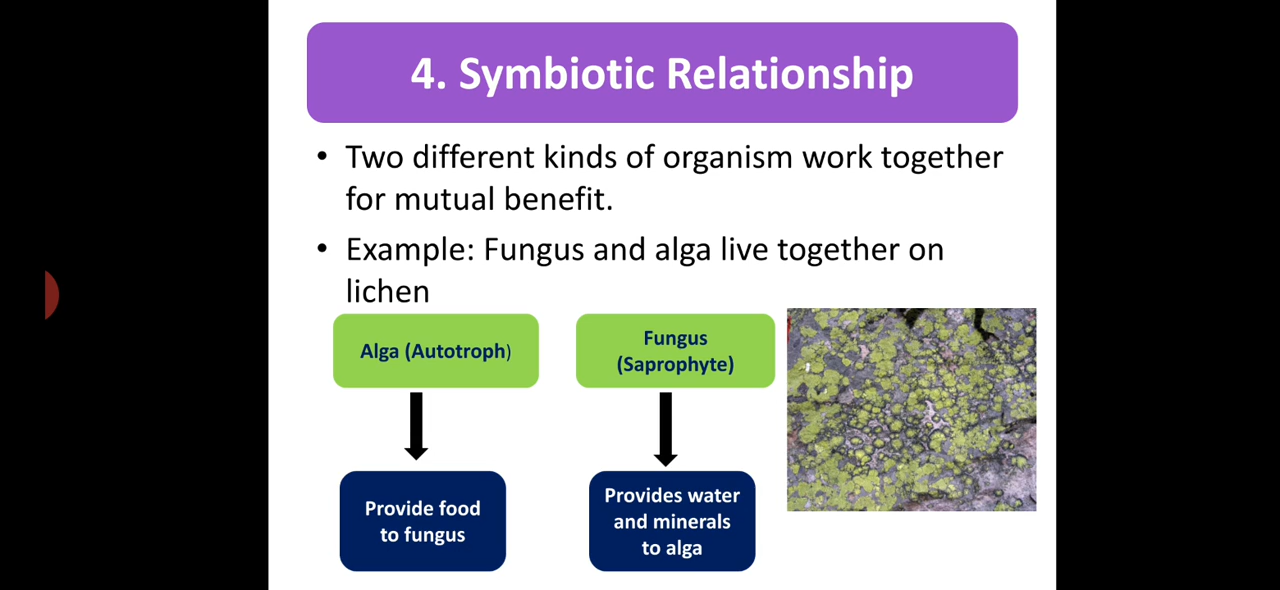 4. Symbiotic Relationship
• Two different kinds of organism work together
for mutual benefit.
• Example: Fungus and alga live together on
lichen
Alga (Autotroph)
Fungus
(Saprophyte)
Provide food
to fungus
Provides water
and minerals
to alga